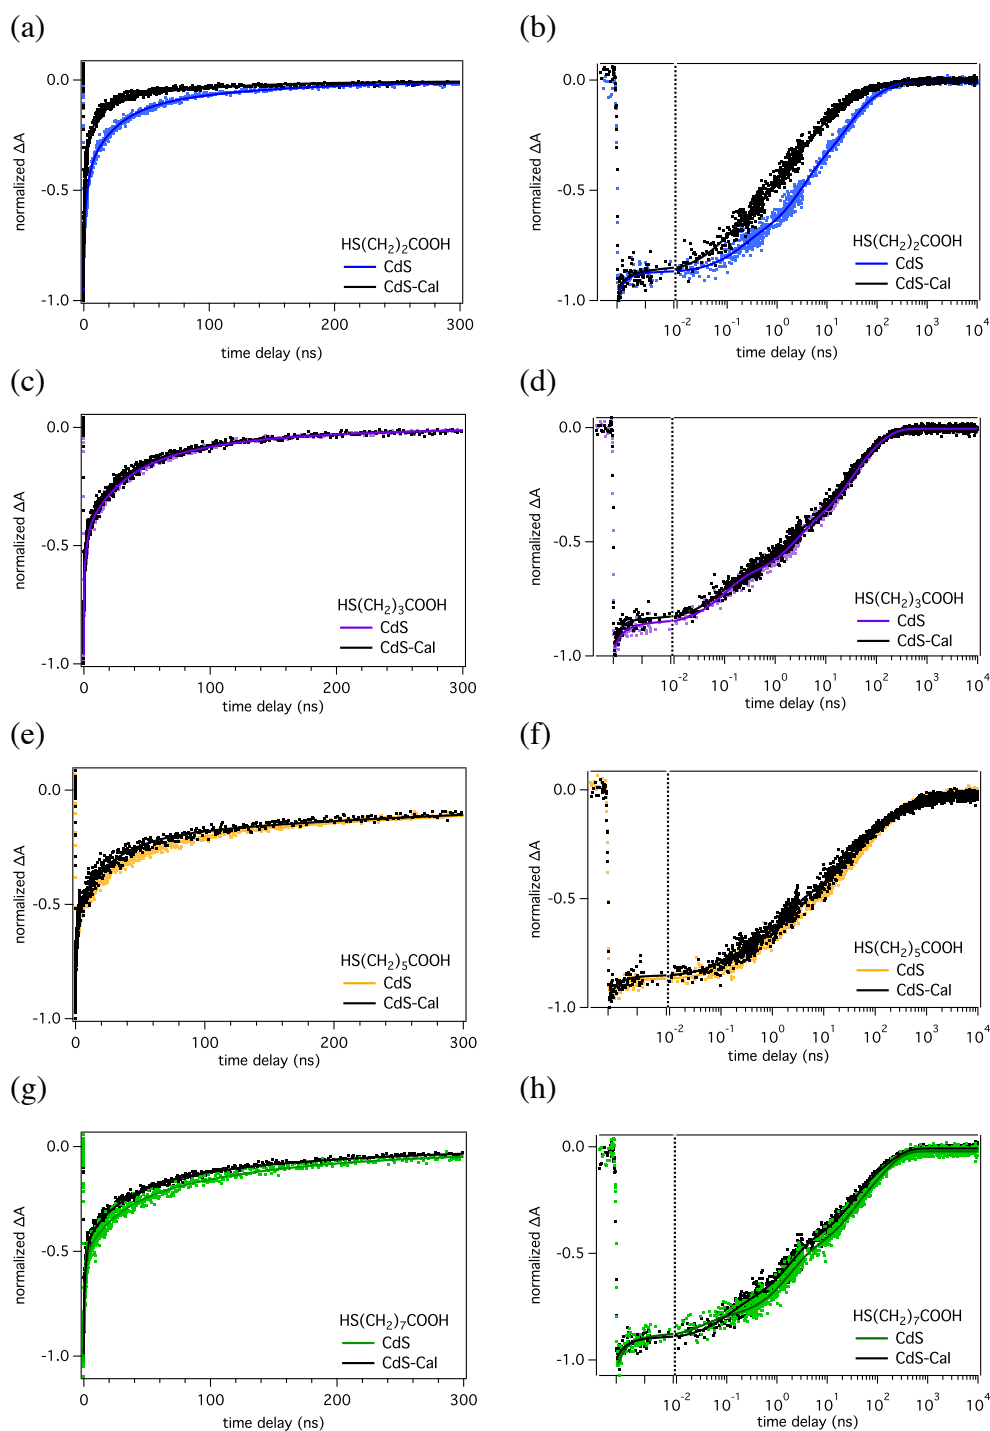 (a)
0.0
-0.5
-1.0
normalized ΔA
HS(CH₂)₂COOH
CdS
CdS-CaI
0
100
200
300
time delay (ns)
(b)
0.0
-0.5
-1.0
normalized ΔA
HS(CH₂)₂COOH
CdS
CdS-CaI
10⁻²
10⁻¹
10⁰
10¹
10²
10³
10⁴
time delay (ns)
(c)
0.0
-0.5
-1.0
normalized ΔA
HS(CH₂)₃COOH
CdS
CdS-CaI
0
100
200
300
time delay (ns)
(d)
0.0
-0.5
-1.0
normalized ΔA
HS(CH₂)₃COOH
CdS
CdS-CaI
10⁻²
10⁻¹
10⁰
10¹
10²
10³
10⁴
time delay (ns)
(e)
0.0
-0.5
-1.0
normalized ΔA
HS(CH₂)₅COOH
CdS
CdS-CaI
0
100
200
300
time delay (ns)
(f)
0.0
-0.5
-1.0
normalized ΔA
HS(CH₂)₅COOH
CdS
CdS-CaI
10⁻²
10⁻¹
10⁰
10¹
10²
10³
10⁴
time delay (ns)
(g)
0.0
-0.5
-1.0
normalized ΔA
HS(CH₂)₇COOH
CdS
CdS-CaI
0
100
200
300
time delay (ns)
(h)
0.0
-0.5
-1.0
normalized ΔA
HS(CH₂)₇COOH
CdS
CdS-CaI
10⁻²
10⁻¹
10⁰
10¹
10²
10³
10⁴
time delay (ns)